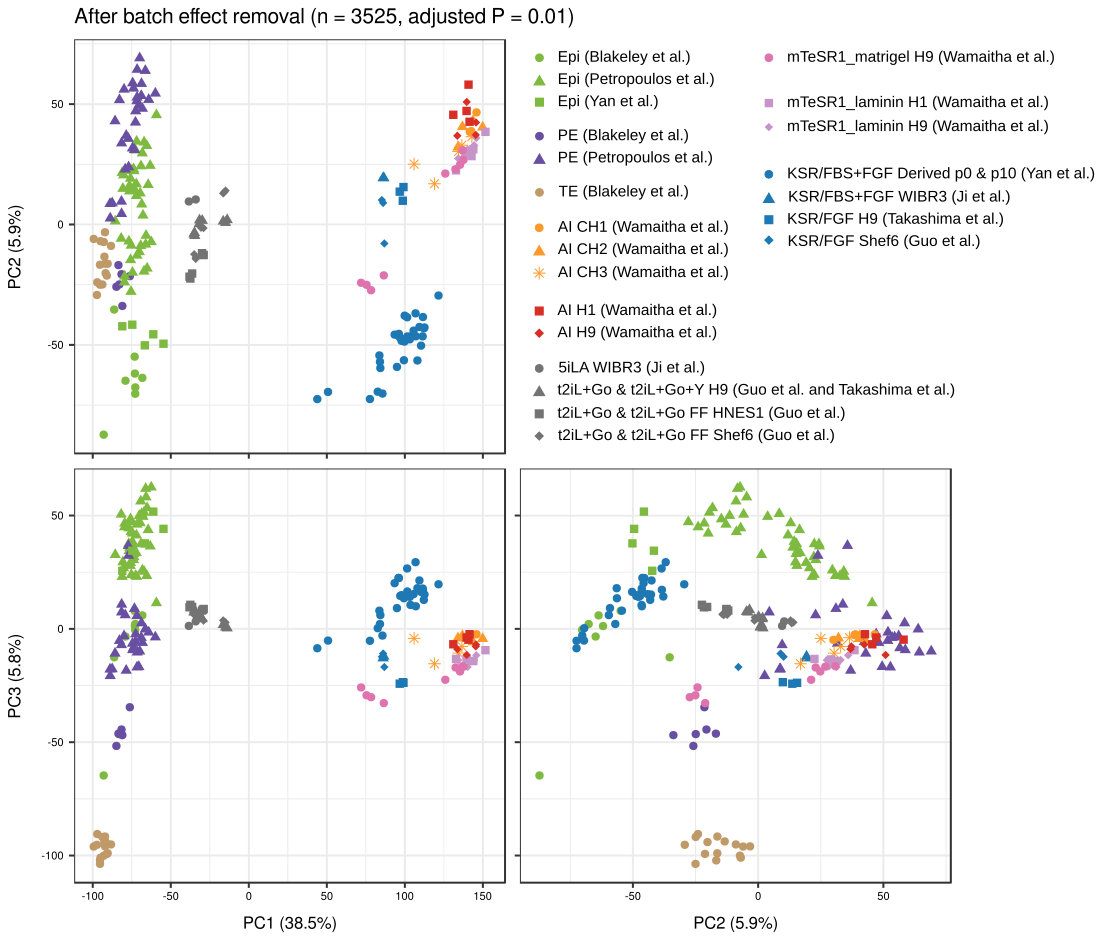 After batch effect removal (n = 3525, adjusted P = 0.01)
Epi (Blakeley et al.)
Epi (Petropoulos et al.)
Epi (Yan et al.)
PE (Blakeley et al.)
PE (Petropoulos et al.)
TE (Blakeley et al.)
AI CH1 (Wamaitha et al.)
AI CH2 (Wamaitha et al.)
AI CH3 (Wamaitha et al.)
AI H1 (Wamaitha et al.)
AI H9 (Wamaitha et al.)
5iLA WIBR3 (Ji et al.)
t2iL+Go & t2iL+Go+Y H9 (Guo et al. and Takashima et al.)
t2iL+Go & t2iL+Go FF HNES1 (Guo et al.)
t2iL+Go & t2iL+Go FF Shef6 (Guo et al.)
mTeSR1_matrigel H9 (Wamaitha et al.)
mTeSR1_laminin H1 (Wamaitha et al.)
mTeSR1_laminin H9 (Wamaitha et al.)
KSR/FBS+FGF Derived p0 & p10 (Yan et al.)
KSR/FBS+FGF WIBR3 (Ji et al.)
KSR/FGF H9 (Takashima et al.)
KSR/FGF Shef6 (Guo et al.)
PC2 (5.9%)
50
0
-50
PC3 (5.8%)
50
0
-50
-100
-100 -50 0 50 100 150
PC1 (38.5%)
-50 0 50
PC2 (5.9%)